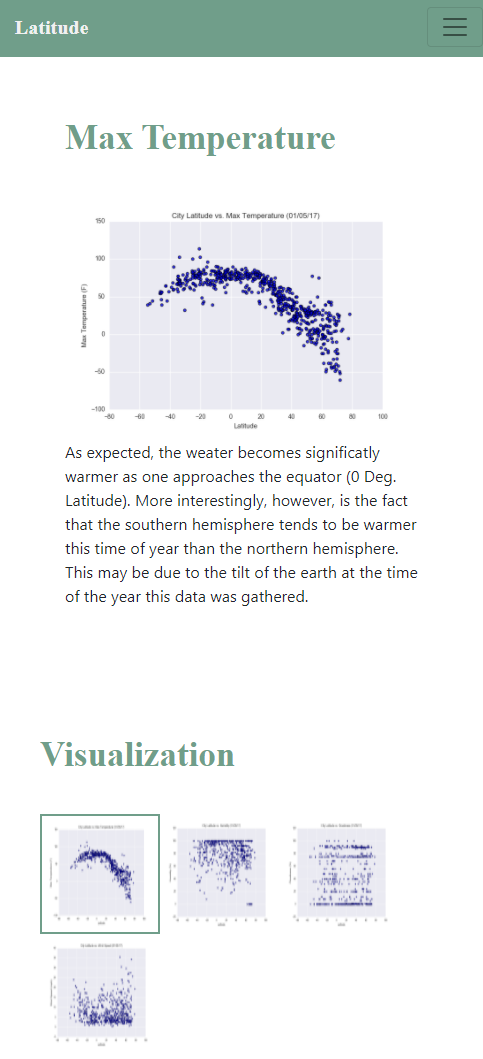 Latitude
Max Temperature
City Latitude vs. Max Temperature (01/05/17)
150
100
50
0
−50
−100
Max Temperature (F)
−80 −60 −40 −20 0 20 40 60 80 100
Latitude
As expected, the weater becomes significatly
warmer as one approaches the equator (0 Deg.
Latitude). More interestingly, however, is the fact
that the southern hemisphere tends to be warmer
this time of year than the northern hemisphere.
This may be due to the tilt of the earth at the time
of the year this data was gathered.
Visualization